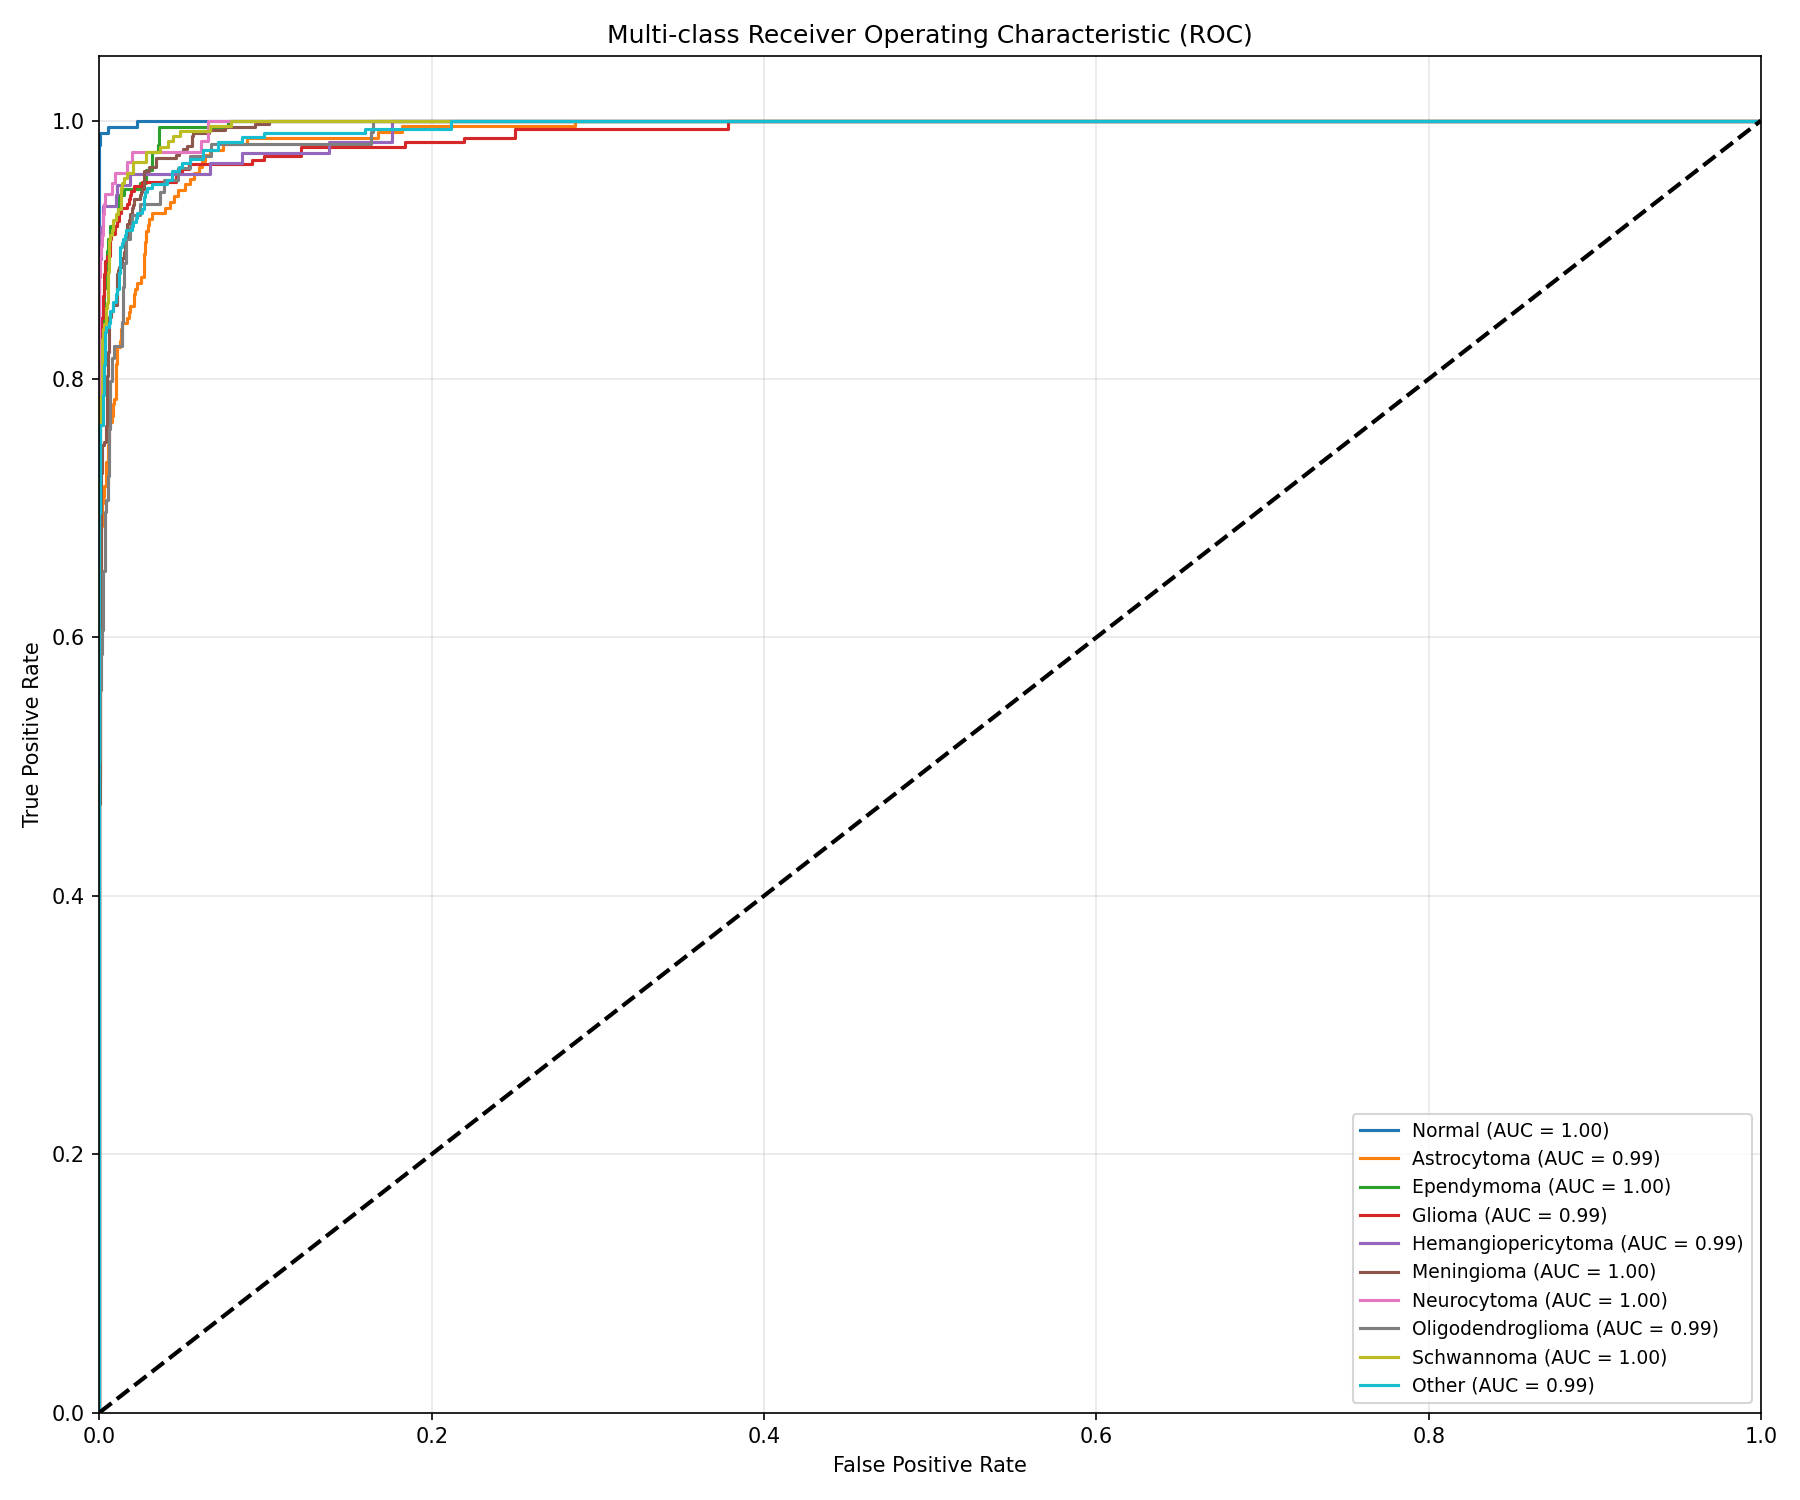 Multi-class Receiver Operating Characteristic (ROC)
True Positive Rate
1.0
0.8
0.6
0.4
0.2
0.0
0.0 0.2 0.4 0.6 0.8 1.0
False Positive Rate
Normal (AUC = 1.00)
Astrocytoma (AUC = 0.99)
Ependymoma (AUC = 1.00)
Glioma (AUC = 0.99)
Hemangiopericytoma (AUC = 0.99)
Meningioma (AUC = 1.00)
Neurocytoma (AUC = 1.00)
Oligodendroglioma (AUC = 0.99)
Schwannoma (AUC = 1.00)
Other (AUC = 0.99)